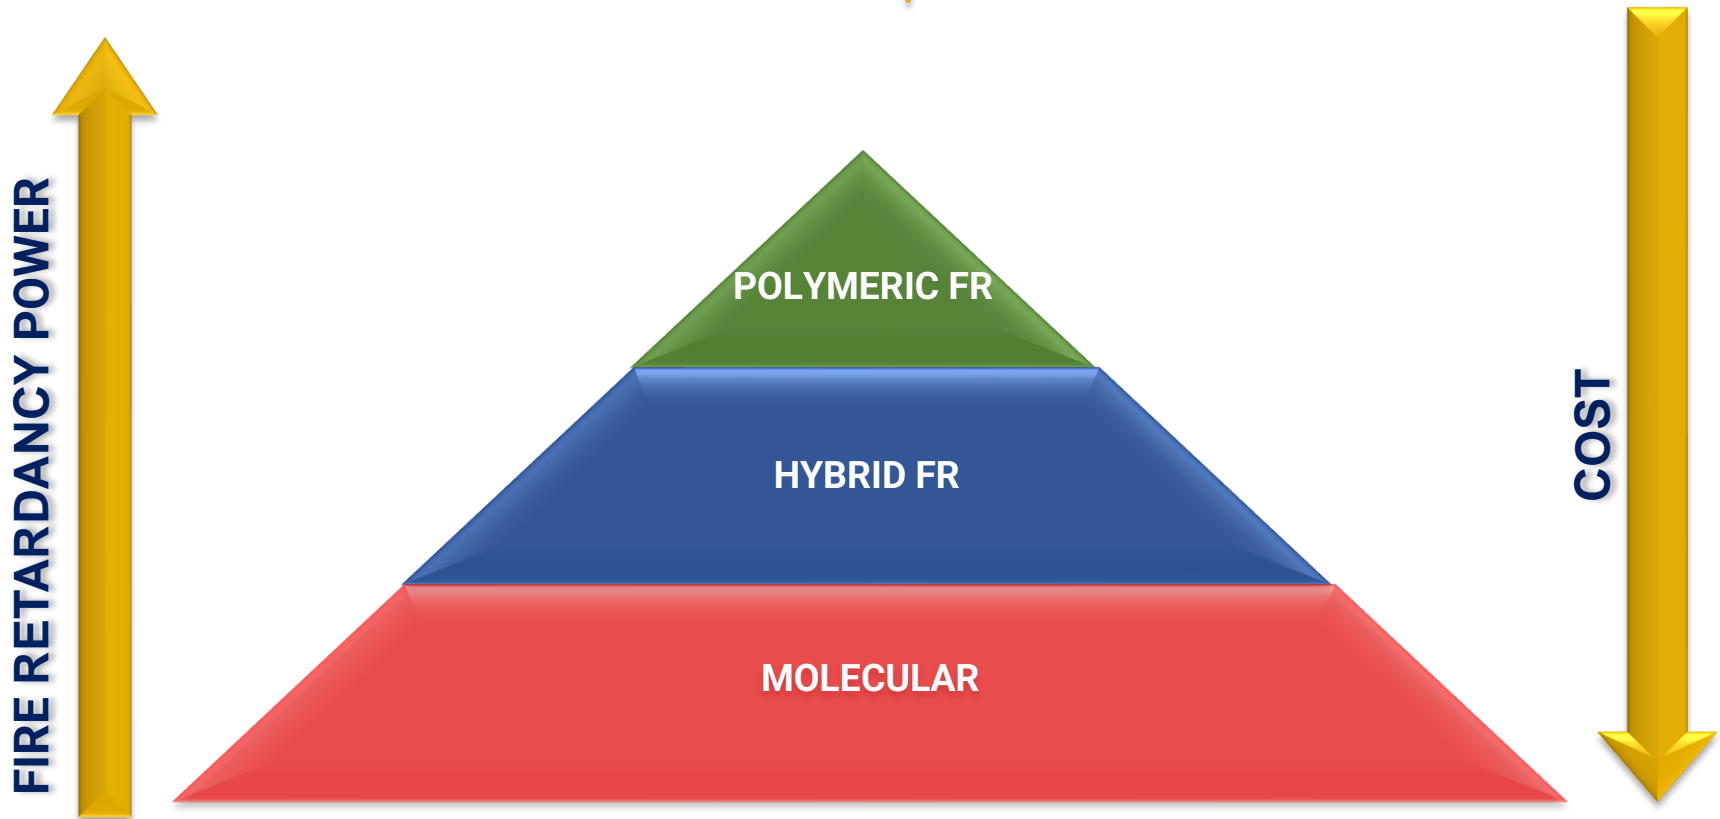 FIRE RETARDANCY POWER
POLYMERIC FR
HYBRID FR
MOLECULAR
COST